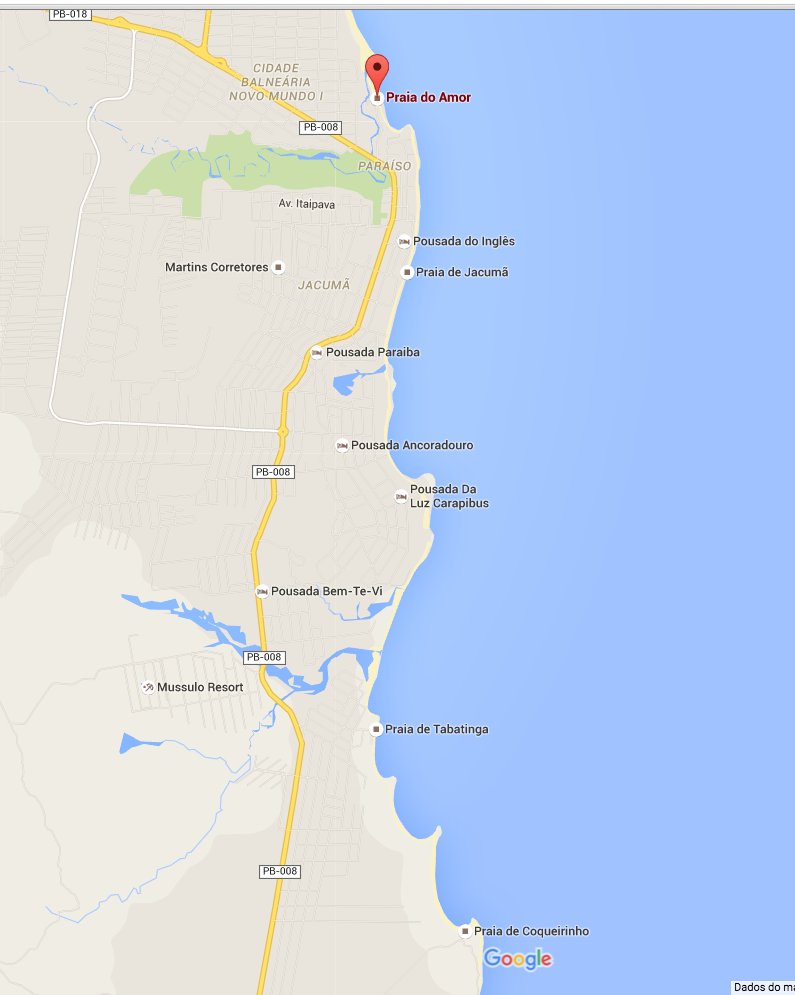 PB-018
CIDADE
BALNEÁRIA
NOVO MUNDO I
Praia do Amor
PB-008
PARAÍSO
Av. Itaipava
Pousada do Inglês
Martins Corretores
Praia de Jacumã
JACUMÃ
Pousada Paraiba
Pousada Ancoradouro
PB-008
Pousada Da
Luz Carapibus
Pousada Bem-Te-Vi
PB-008
Mussulo Resort
Praia de Tabatinga
PB-008
Praia de Coqueirinho
Google
Dados do ma